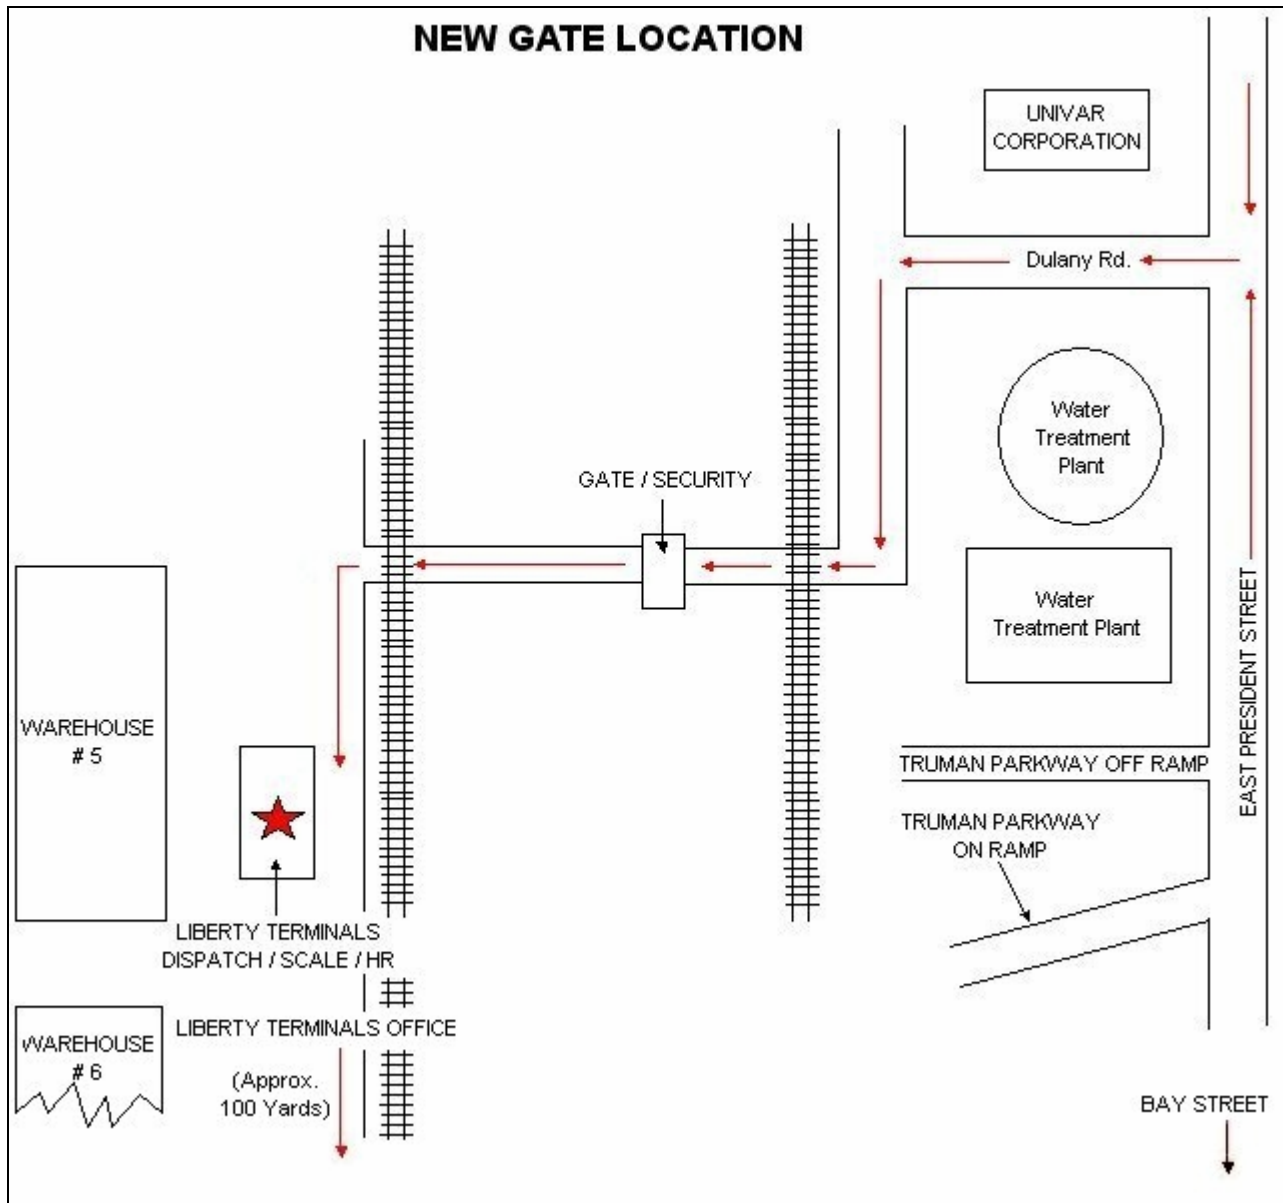 NEW GATE LOCATION
UNIVAR
CORPORATION
Dulany Rd.
Water
Treatment
Plant
GATE / SECURITY
Water
Treatment Plant
EAST PRESIDENT STREET
WAREHOUSE
# 5
TRUMAN PARKWAY OFF RAMP
TRUMAN PARKWAY
ON RAMP
LIBERTY TERMINALS
DISPATCH / SCALE / HR
LIBERTY TERMINALS OFFICE
WAREHOUSE
# 6
(Approx.
100 Yards)
BAY STREET